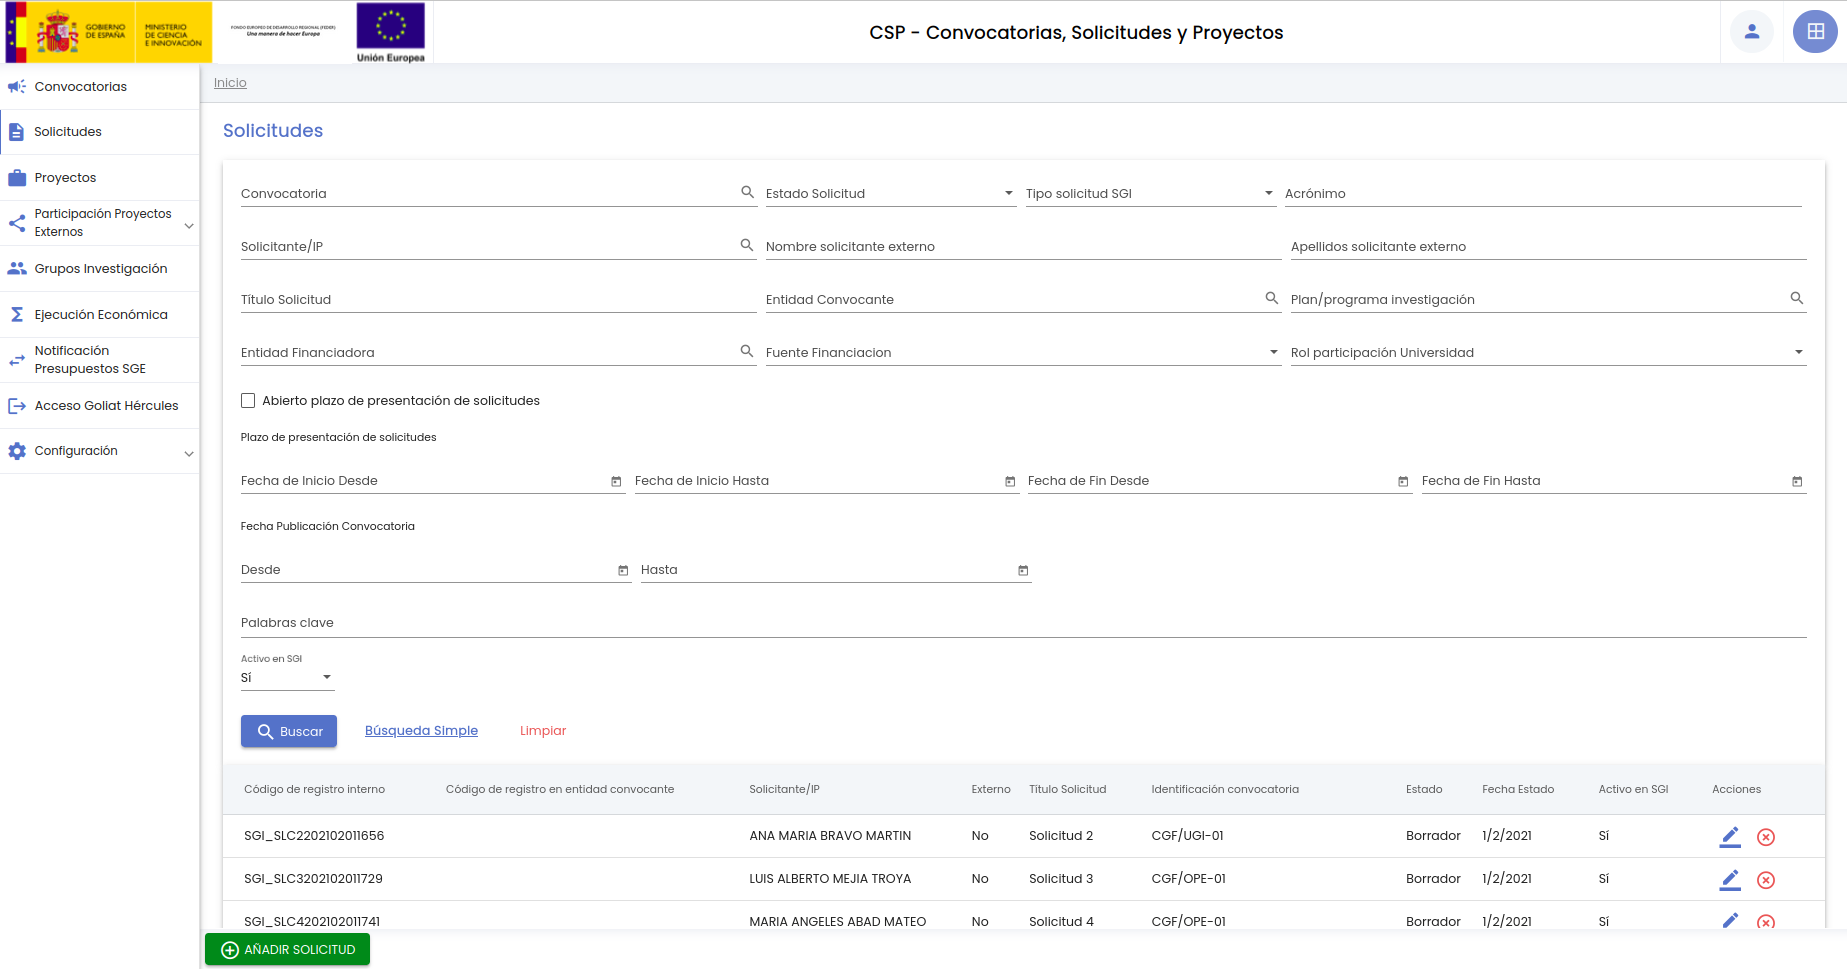 GOBIERNO
DE ESPAÑA
MINISTERIO
DE CIENCIA
E INNOVACIÓN
FONDO EUROPEO DE DESARROLLO REGIONAL (FEDER)
Una manera de hacer Europa
Unión Europea
CSP - Convocatorias, Solicitudes y Proyectos
Convocatorias
Solicitudes
Proyectos
Participación Proyectos
Externos
Grupos Investigación
Ejecución Económica
Notificación
Presupuestos SGE
Acceso Goliat Hércules
Configuración
Inicio
Solicitudes
Convocatoria Estado Solicitud Tipo solicitud SGI Acrónimo
Solicitante/IP Nombre solicitante externo Apellidos solicitante externo
Título Solicitud Entidad Convocante Plan/programa investigación
Entidad Financiadora Fuente Financiacion Rol participación Universidad
Abierto plazo de presentación de solicitudes
Plazo de presentación de solicitudes
Fecha de Inicio Desde Fecha de Inicio Hasta Fecha de Fin Desde Fecha de Fin Hasta
Fecha Publicación Convocatoria
Desde Hasta
Palabras clave
Activo en SGI
Sí
Buscar Búsqueda Simple Limpiar
Código de registro interno Código de registro en entidad convocante Solicitante/IP Externo Título Solicitud Identificación convocatoria Estado Fecha Estado Activo en SGI Acciones
SGI_SLC2202102011656 ANA MARIA BRAVO MARTIN No Solicitud 2 CGF/UGI-01 Borrador 1/2/2021 Sí
SGI_SLC3202102011729 LUIS ALBERTO MEJIA TROYA No Solicitud 3 CGF/OPE-01 Borrador 1/2/2021 Sí
SGI_SLC4202102011741 MARIA ANGELES ABAD MATEO No Solicitud 4 CGF/OPE-01 Borrador 1/2/2021 Sí
AÑADIR SOLICITUD